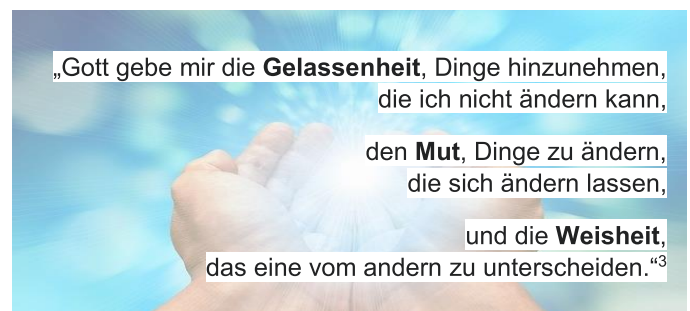 „Gott gebe mir die Gelassenheit, Dinge hinzunehmen,
die ich nicht ändern kann,
den Mut, Dinge zu ändern,
die sich ändern lassen,
und die Weisheit,
das eine vom andern zu unterscheiden.“³